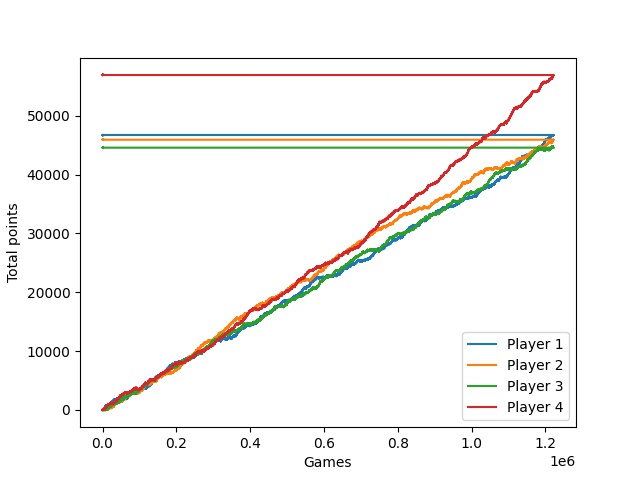 50000
40000
30000
20000
10000
0
Total points
0.0 0.2 0.4 0.6 0.8 1.0 1.2
1e6
Games
Player 1
Player 2
Player 3
Player 4